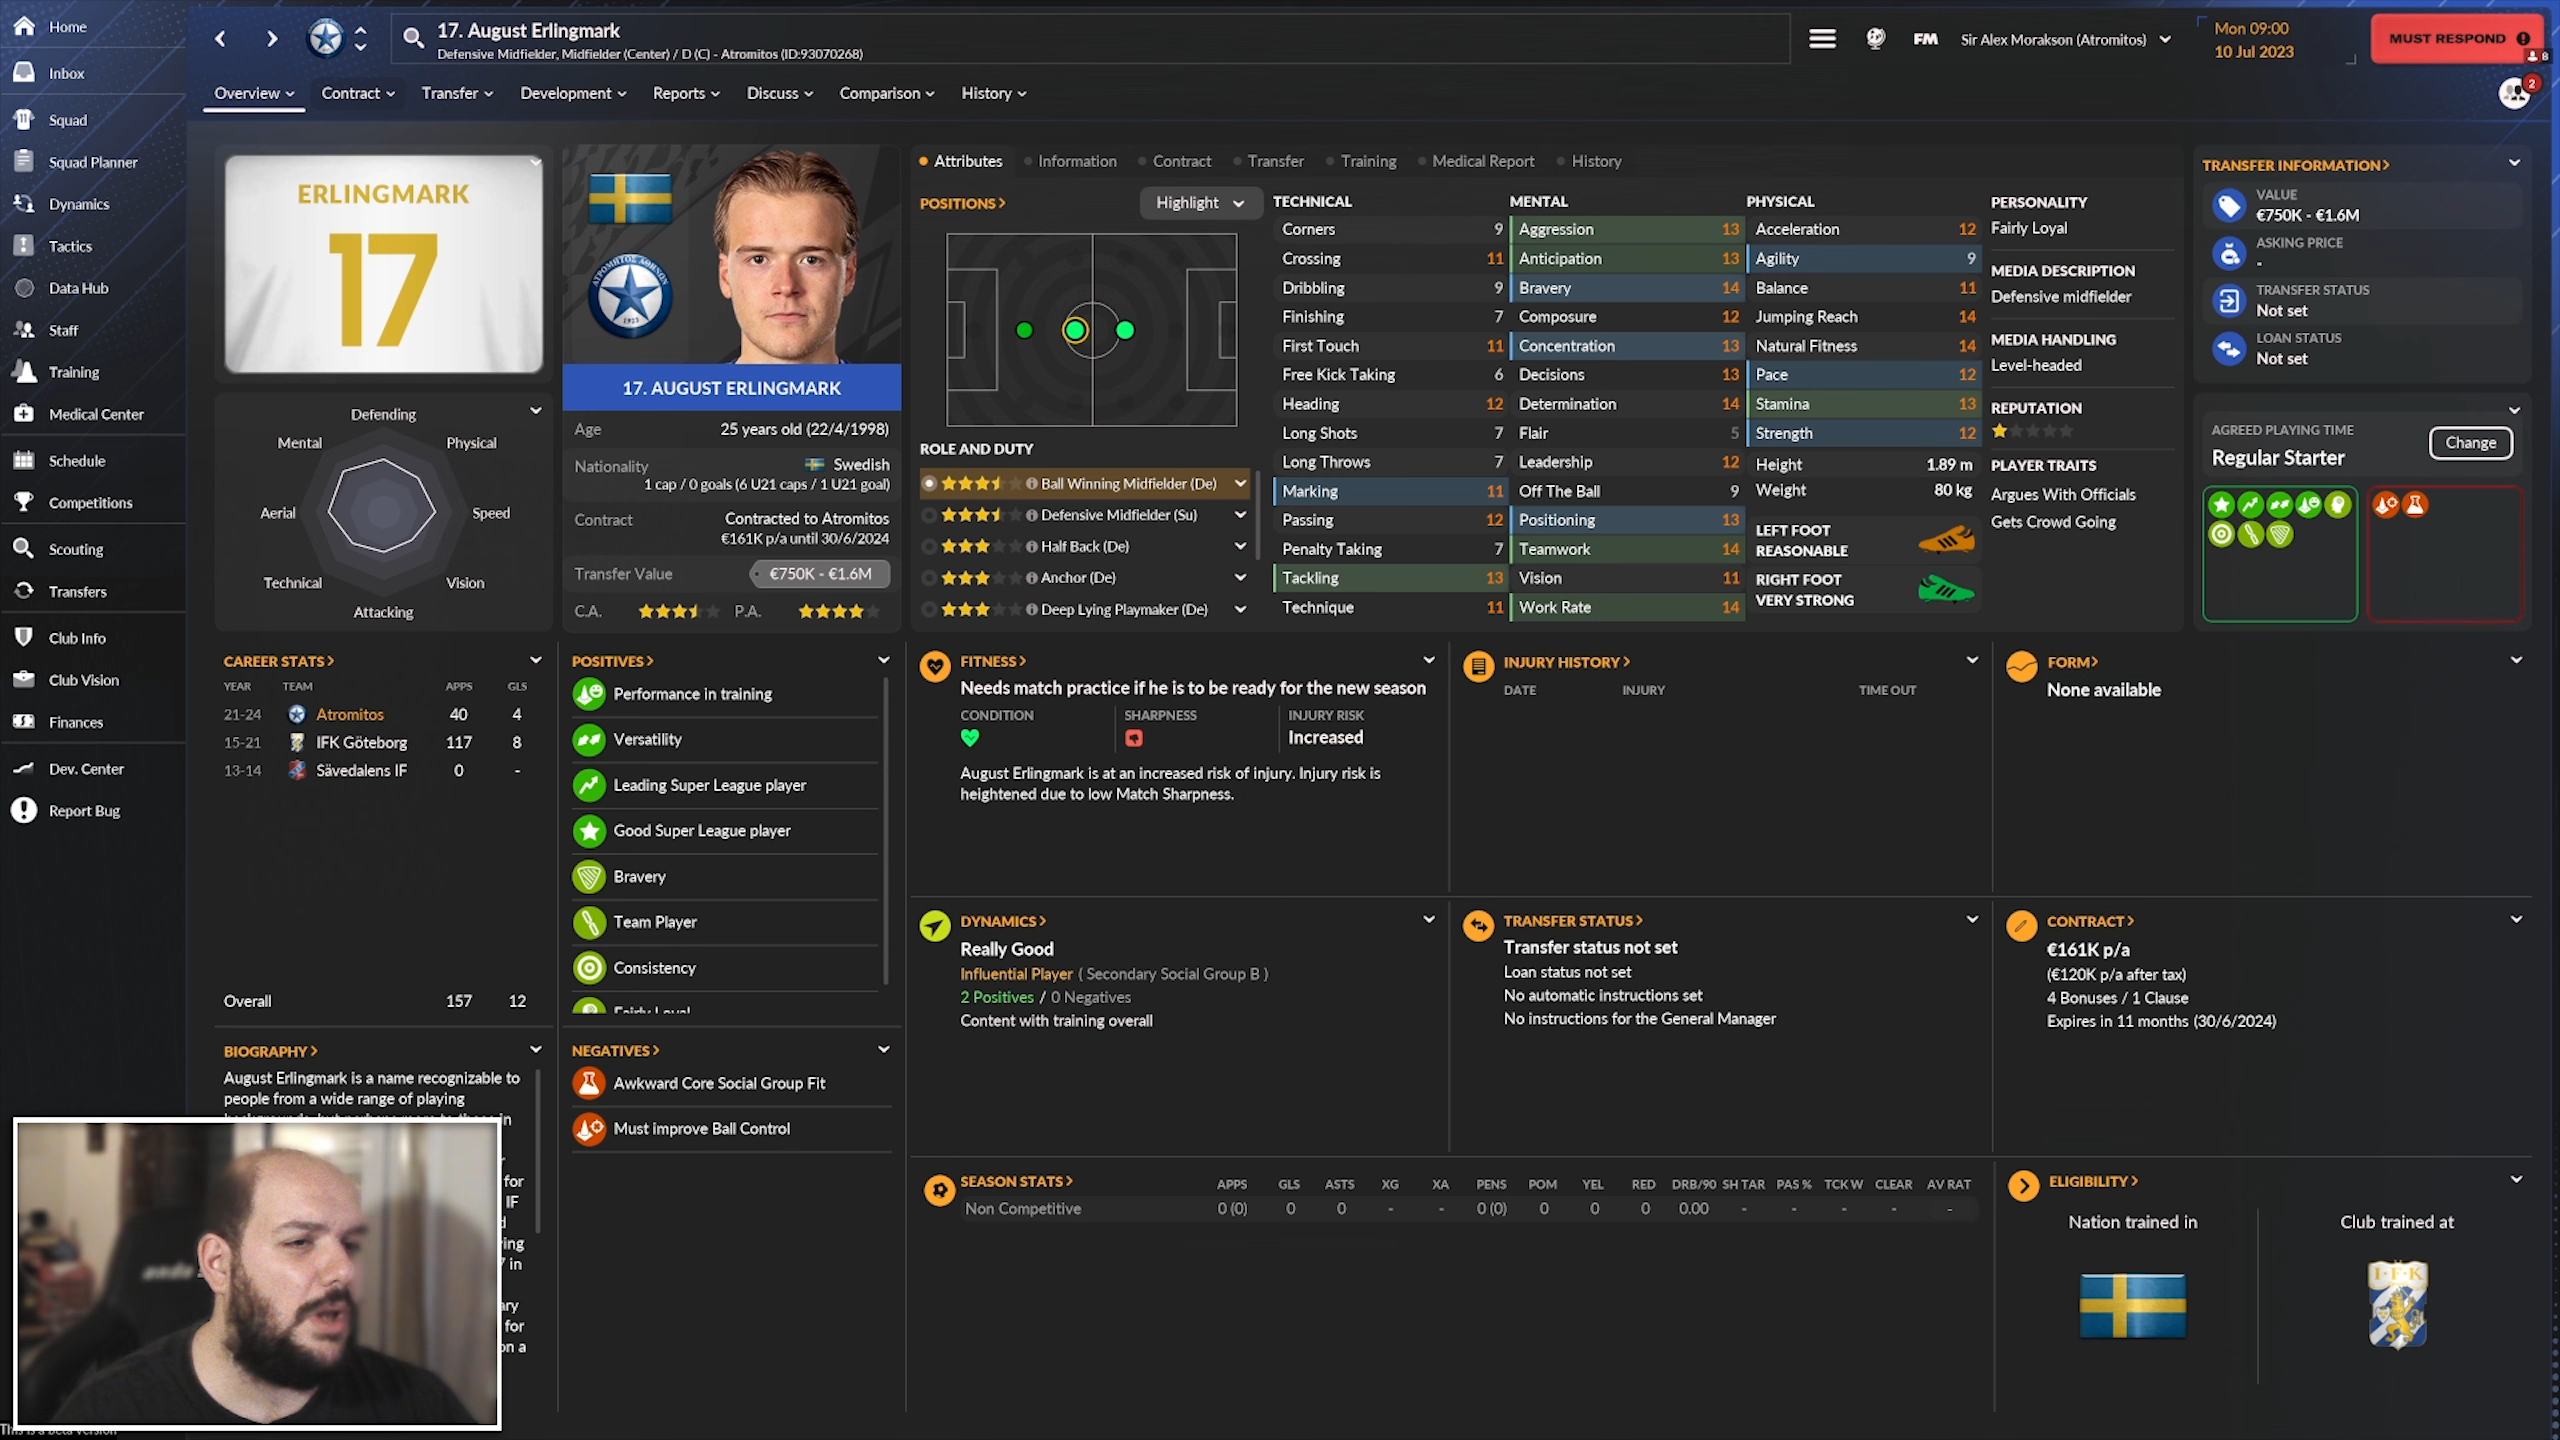 Home
Inbox
Squad
Squad Planner
Dynamics
Tactics
Data Hub
Staff
Training
Medical Center
Schedule
Competitions
Scouting
Transfers
Club Info
Club Vision
Finances
Dev. Center
Report Bug
17. August Erlingmark
Defensive Midfielder, Midfielder (Center) / D (C) - Atromitos (ID:93070268)
FM
Sir Alex Morakson (Atromitos)
Mon 09:00
10 Jul 2023
MUST RESPOND
8
2
Overview
Contract
Transfer
Development
Reports
Discuss
Comparison
History
ERLINGMARK
17
Defending
Physical
Speed
Vision
Attacking
Technical
Aerial
Mental
17. AUGUST ERLINGMARK
Age 25 years old (22/4/1998)
Nationality Swedish
1 cap / 0 goals (6 U21 caps / 1 U21 goal)
Contract Contracted to Atromitos
€161K p/a until 30/6/2024
Transfer Value €750K - €1.6M
C.A. P.A.
Attributes Information Contract Transfer Training Medical Report History
POSITIONS
Highlight
ROLE AND DUTY
Ball Winning Midfielder (De)
Defensive Midfielder (Su)
Half Back (De)
Anchor (De)
Deep Lying Playmaker (De)
TECHNICAL
Corners 9
Crossing 11
Dribbling 9
Finishing 7
First Touch 11
Free Kick Taking 6
Heading 12
Long Shots 7
Long Throws 7
Marking 11
Passing 12
Penalty Taking 7
Tackling 13
Technique 11
MENTAL
Aggression 13
Anticipation 13
Bravery 14
Composure 12
Concentration 13
Decisions 13
Determination 14
Flair 5
Leadership 12
Off The Ball 9
Positioning 13
Teamwork 14
Vision 11
Work Rate 14
PHYSICAL
Acceleration 12
Agility 9
Balance 11
Jumping Reach 14
Natural Fitness 14
Pace 12
Stamina 13
Strength 12
Height 1.89 m
Weight 80 kg
LEFT FOOT
REASONABLE
RIGHT FOOT
VERY STRONG
PERSONALITY
Fairly Loyal
MEDIA DESCRIPTION
Defensive midfielder
MEDIA HANDLING
Level-headed
REPUTATION
PLAYER TRAITS
Argues With Officials
Gets Crowd Going
TRANSFER INFORMATION
VALUE
€750K - €1.6M
ASKING PRICE
-
TRANSFER STATUS
Not set
LOAN STATUS
Not set
AGREED PLAYING TIME
Regular Starter
Change
CAREER STATS
YEAR TEAM APPS GLS
21-24 Atromitos 40 4
15-21 IFK Göteborg 117 8
13-14 Sävedalens IF 0 -
Overall 157 12
BIOGRAPHY
August Erlingmark is a name recognizable to
people from a wide range of playing
for
IF
ing
in
ary
for
on a
POSITIVES
Performance in training
Versatility
Leading Super League player
Good Super League player
Bravery
Team Player
Consistency
Fairly Loyal
NEGATIVES
Awkward Core Social Group Fit
Must improve Ball Control
FITNESS
Needs match practice if he is to be ready for the new season
CONDITION SHARPNESS INJURY RISK
Increased
August Erlingmark is at an increased risk of injury. Injury risk is
heightened due to low Match Sharpness.
INJURY HISTORY
DATE INJURY TIME OUT
FORM
None available
DYNAMICS
Really Good
Influential Player ( Secondary Social Group B )
2 Positives / 0 Negatives
Content with training overall
TRANSFER STATUS
Transfer status not set
Loan status not set
No automatic instructions set
No instructions for the General Manager
CONTRACT
€161K p/a
(€120K p/a after tax)
4 Bonuses / 1 Clause
Expires in 11 months (30/6/2024)
SEASON STATS
APPS GLS ASTS XG XA PENS POM YEL RED DRB/90 SH TAR PAS % TCK W CLEAR AV RAT
Non Competitive 0 (0) 0 0 - - 0 (0) 0 0 0 0.00 - - - - -
ELIGIBILITY
Nation trained in
Club trained at
I.F.K
This is a beta version